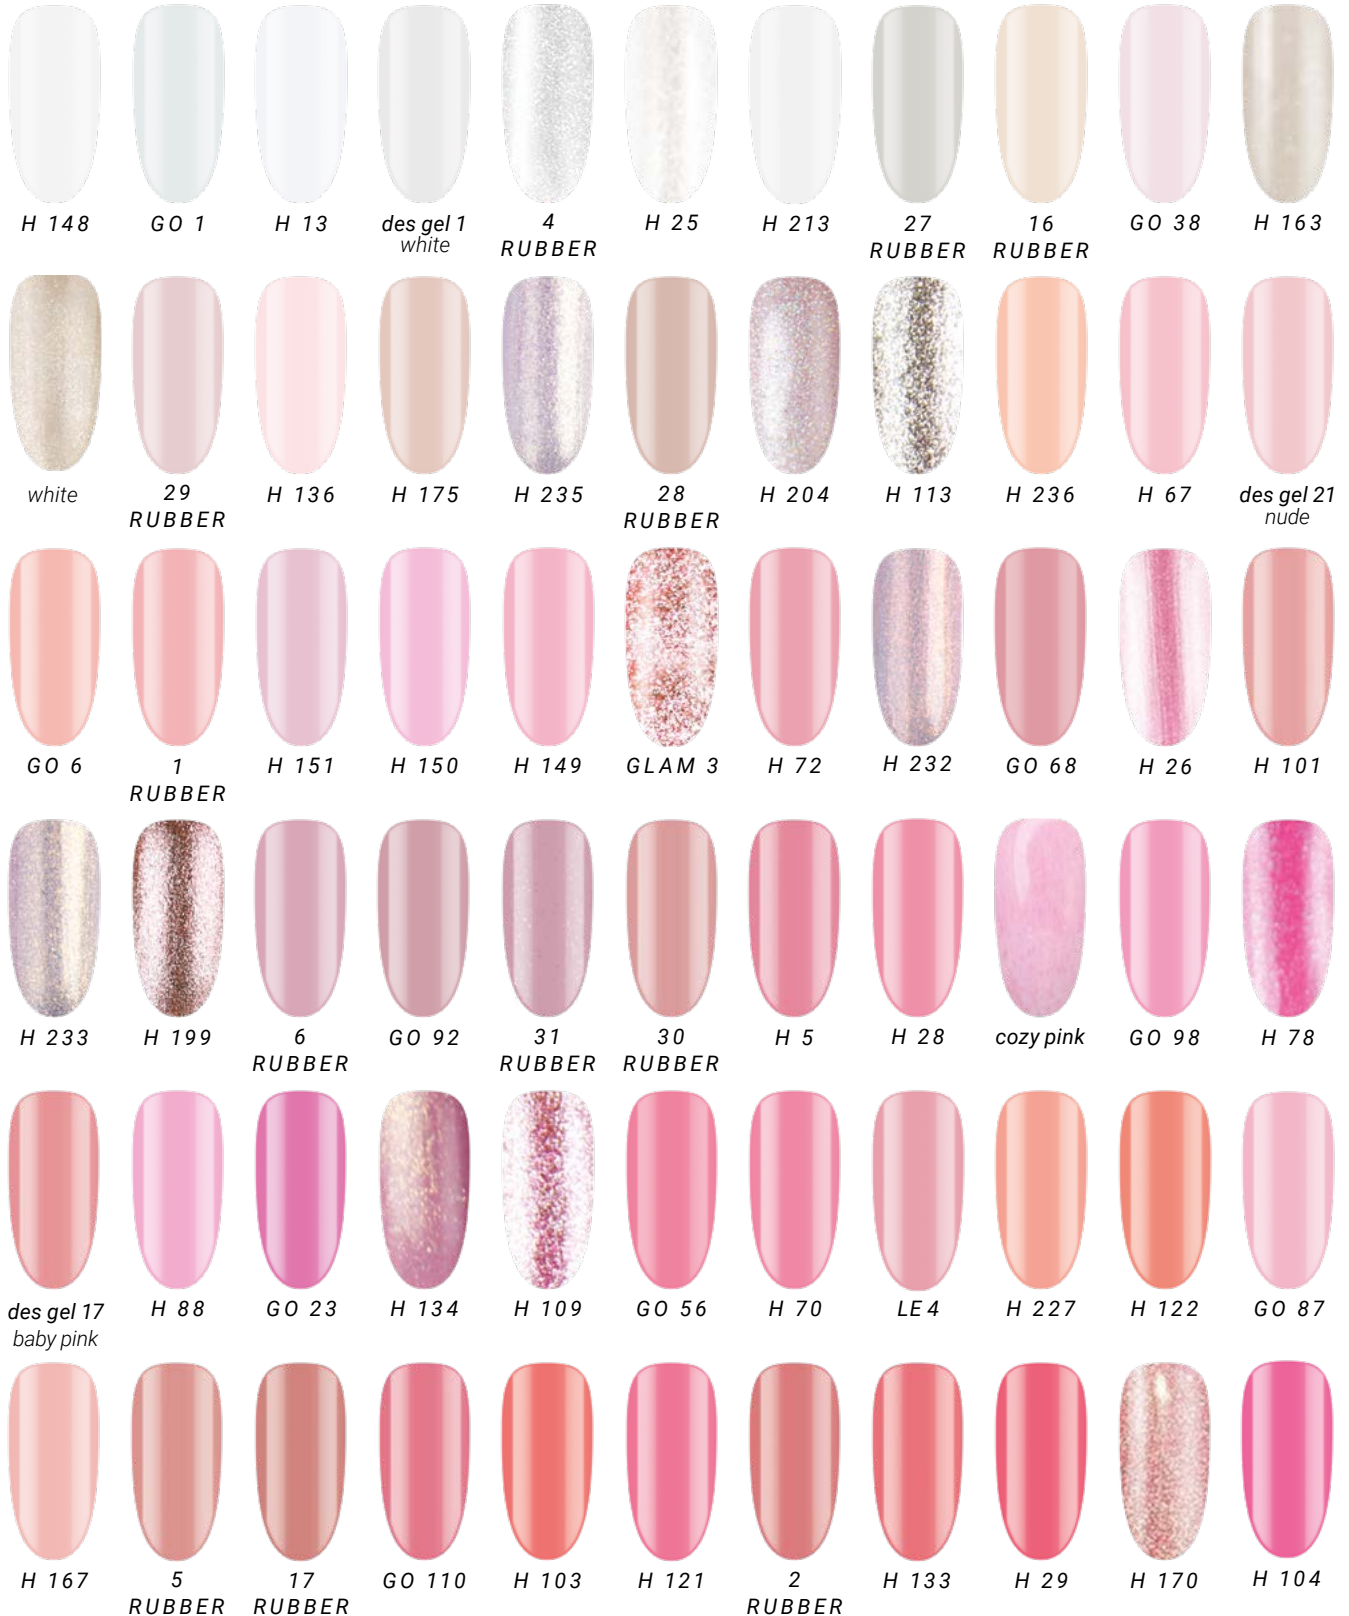 H 148
GO 1
H 13
des gel 1
white
4
RUBBER
H 25
H 213
27
RUBBER
16
RUBBER
GO 38
H 163
white
29
RUBBER
H 136
H 175
H 235
28
RUBBER
H 204
H 113
H 236
H 67
des gel 21
nude
GO 6
1
RUBBER
H 151
H 150
H 149
GLAM 3
H 72
H 232
GO 68
H 26
H 101
H 233
H 199
6
RUBBER
GO 92
31
RUBBER
30
RUBBER
H 5
H 28
cozy pink
GO 98
H 78
des gel 17
baby pink
H 88
GO 23
H 134
H 109
GO 56
H 70
LE4
H 227
H 122
GO 87
H 167
5
RUBBER
17
RUBBER
GO 110
H 103
H 121
2
RUBBER
H 133
H 29
H 170
H 104